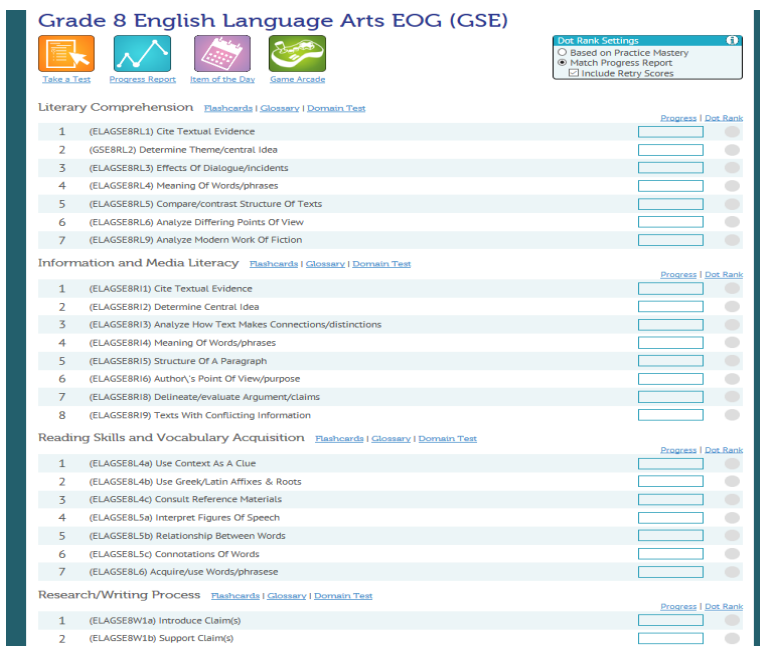 Grade 8 English Language Arts EOG (GSE)
Take a Test
Progress Report
Item of the Day
Game Arcade
Dot Rank Settings
i
Based on Practice Mastery
Match Progress Report
Include Retry Scores
Literary Comprehension Flashcards | Glossary | Domain Test
Progress | Dot Rank
1 (ELAGSE8RL1) Cite Textual Evidence
2 (GSE8RL2) Determine Theme/central Idea
3 (ELAGSE8RL3) Effects Of Dialogue/incidents
4 (ELAGSE8RL4) Meaning Of Words/phrases
5 (ELAGSE8RL5) Compare/contrast Structure Of Texts
6 (ELAGSE8RL6) Analyze Differing Points Of View
7 (ELAGSE8RL9) Analyze Modern Work Of Fiction
Information and Media Literacy Flashcards | Glossary | Domain Test
Progress | Dot Rank
1 (ELAGSE8RI1) Cite Textual Evidence
2 (ELAGSE8RI2) Determine Central Idea
3 (ELAGSE8RI3) Analyze How Text Makes Connections/distinctions
4 (ELAGSE8RI4) Meaning Of Words/phrases
5 (ELAGSE8RI5) Structure Of A Paragraph
6 (ELAGSE8RI6) Author\'s Point Of View/purpose
7 (ELAGSE8RI8) Delineate/evaluate Argument/claims
8 (ELAGSE8RI9) Texts With Conflicting Information
Reading Skills and Vocabulary Acquisition Flashcards | Glossary | Domain Test
Progress | Dot Rank
1 (ELAGSE8L4a) Use Context As A Clue
2 (ELAGSE8L4b) Use Greek/Latin Affixes & Roots
3 (ELAGSE8L4c) Consult Reference Materials
4 (ELAGSE8L5a) Interpret Figures Of Speech
5 (ELAGSE8L5b) Relationship Between Words
6 (ELAGSE8L5c) Connotations Of Words
7 (ELAGSE8L6) Acquire/use Words/phrasese
Research/Writing Process Flashcards | Glossary | Domain Test
Progress | Dot Rank
1 (ELAGSE8W1a) Introduce Claim(s)
2 (ELAGSE8W1b) Support Claim(s)